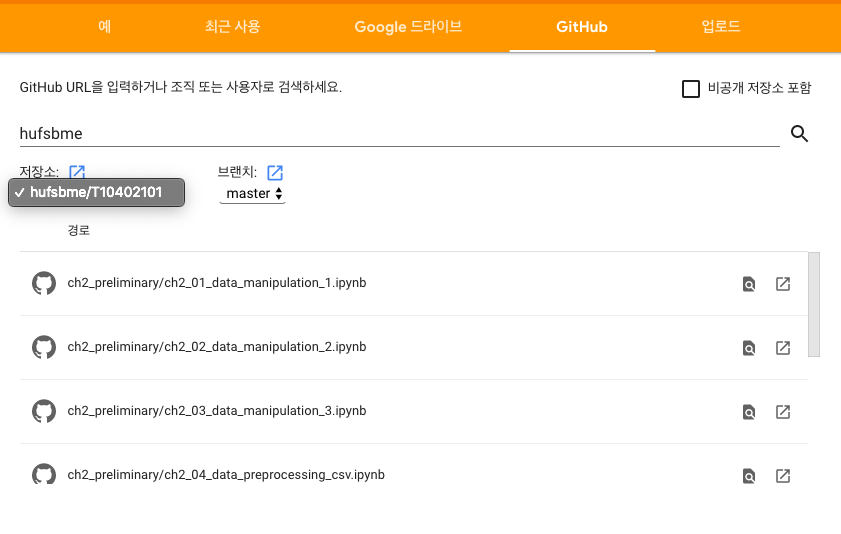 예 최근 사용 Google 드라이브 GitHub 업로드
GitHub URL을 입력하거나 조직 또는 사용자로 검색하세요. 비공개 저장소 포함
hufsbme
저장소: 브랜치:
✓ hufsbme/T10402101 master
경로
ch2_preliminary/ch2_01_data_manipulation_1.ipynb
ch2_preliminary/ch2_02_data_manipulation_2.ipynb
ch2_preliminary/ch2_03_data_manipulation_3.ipynb
ch2_preliminary/ch2_04_data_preprocessing_csv.ipynb